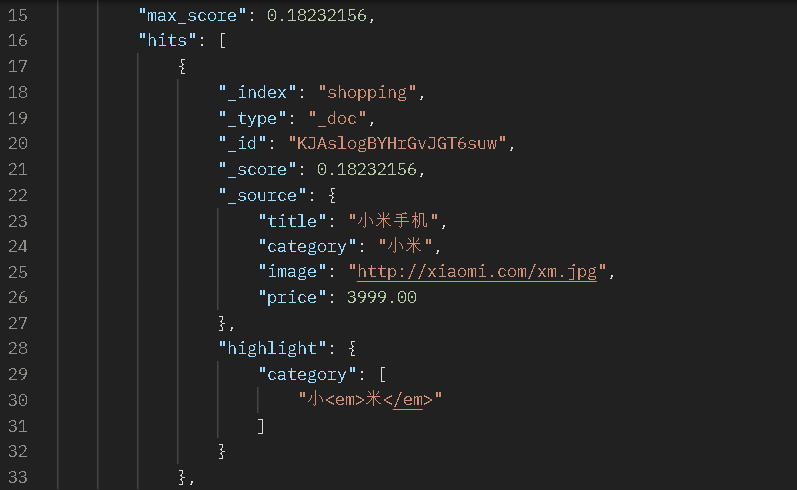 15 "max_score": 0.18232156,
16 "hits": [
17 {
18 "_index": "shopping",
19 "_type": "_doc",
20 "_id": "KJAslogBYHrGvJGT6suw",
21 "_score": 0.18232156,
22 "_source": {
23 "title": "小米手机",
24 "category": "小米",
25 "image": "http://xiaomi.com/xm.jpg",
26 "price": 3999.00
27 },
28 "highlight": {
29 "category": [
30 "小<em>米</em>"
31 ]
32 }
33 },